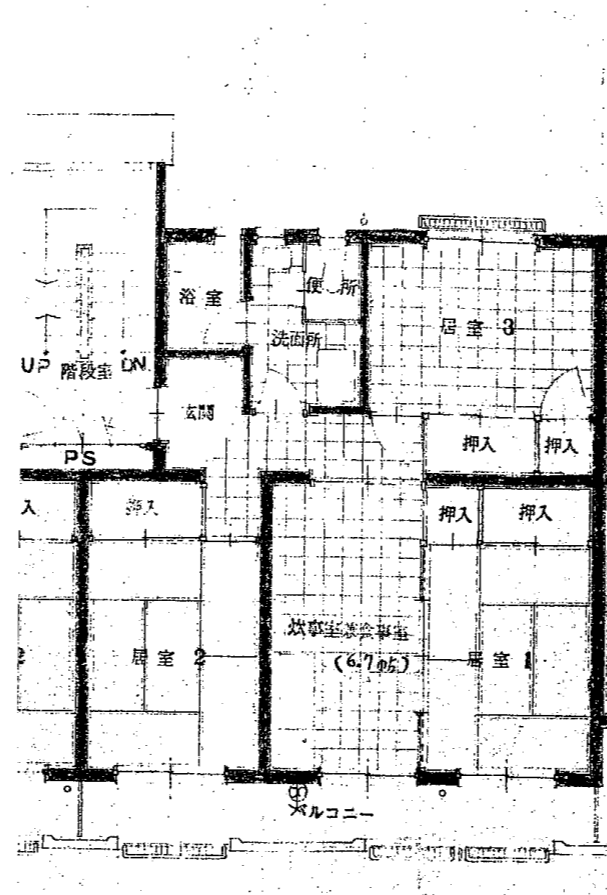 浴室
便所
居室 3
洗面所
UP 階段室 DN
玄関
押入
押入
PS
入
押入
押入
押入
炊事室兼食事室
(6.7帖)
2
居室 2
居室 1
バルコニー